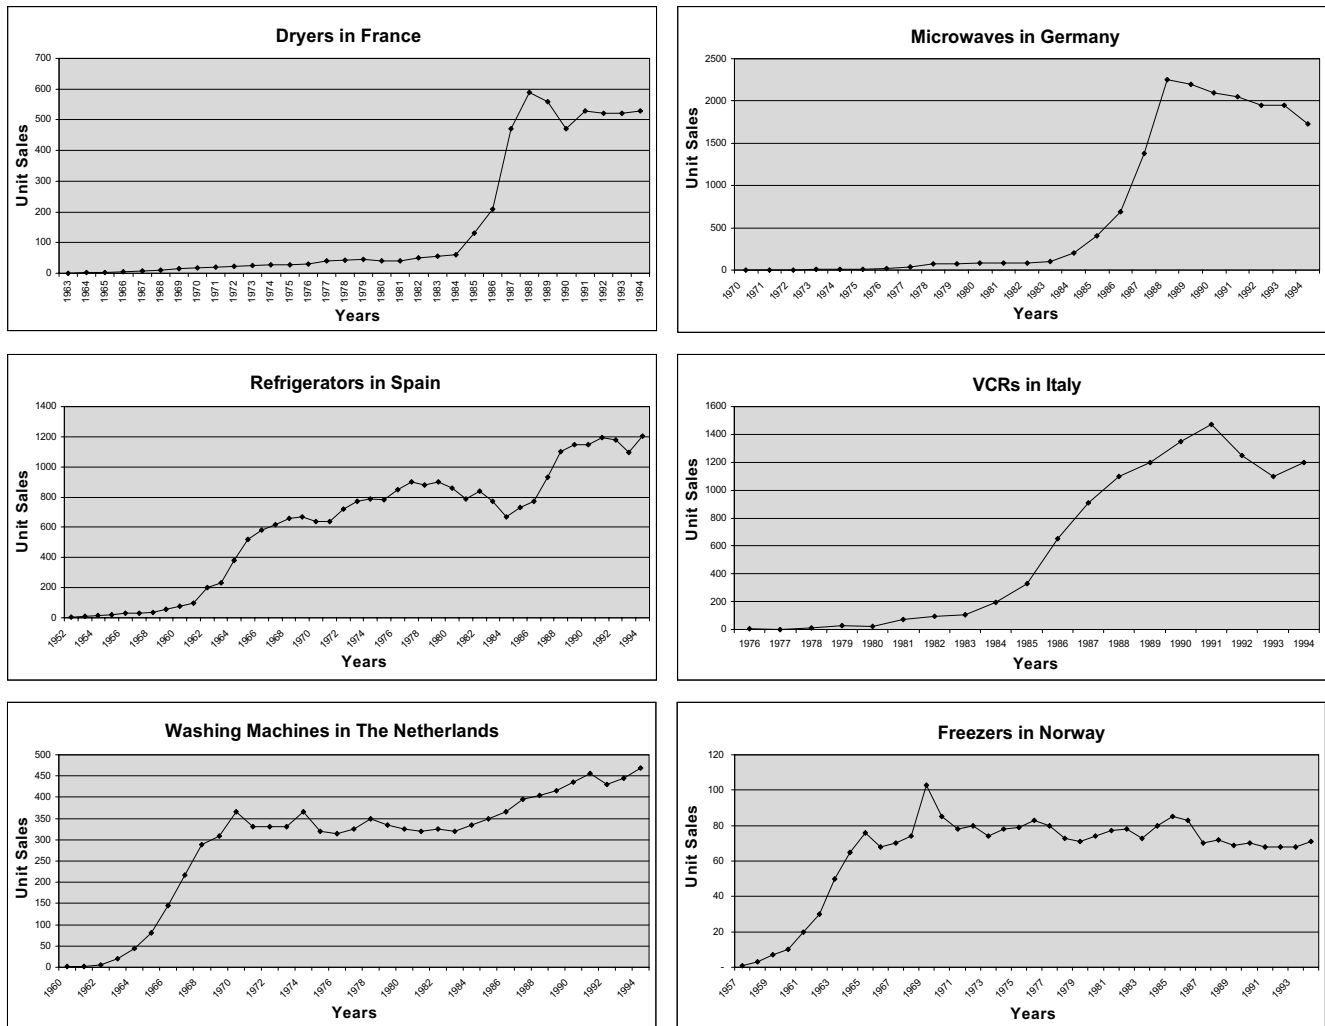 Dryers in France
700
600
500
400
300
200
100
0
Unit Sales
1963 1964 1965 1966 1967 1968 1969 1970 1971 1972 1973 1974 1975 1976 1977 1978 1979 1980 1981 1982 1983 1984 1985 1986 1987 1988 1989 1990 1991 1992 1993 1994
Years
Microwaves in Germany
2500
2000
1500
1000
500
0
Unit Sales
1970 1971 1972 1973 1974 1975 1976 1977 1978 1979 1980 1981 1982 1983 1984 1985 1986 1987 1988 1989 1990 1991 1992 1993 1994
Years
Refrigerators in Spain
1400
1200
1000
800
600
400
200
0
Unit Sales
1952 1954 1956 1958 1960 1962 1964 1966 1968 1970 1972 1974 1976 1978 1980 1982 1984 1986 1988 1990 1992 1994
Years
VCRs in Italy
1600
1400
1200
1000
800
600
400
200
0
Unit Sales
1976 1977 1978 1979 1980 1981 1982 1983 1984 1985 1986 1987 1988 1989 1990 1991 1992 1993 1994
Years
Washing Machines in The Netherlands
500
450
400
350
300
250
200
150
100
50
0
Unit Sales
1960 1962 1964 1966 1968 1970 1972 1974 1976 1978 1980 1982 1984 1986 1988 1990 1992 1994
Years
Freezers in Norway
120
100
80
60
40
20
-
Unit Sales
1957 1959 1961 1963 1965 1967 1969 1971 1973 1975 1977 1979 1981 1983 1985 1987 1989 1991 1993
Years